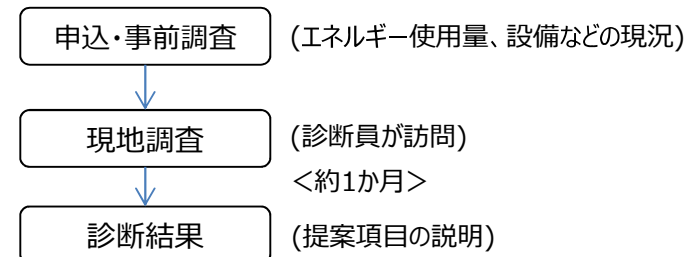 申込・事前調査 (エネルギー使用量、設備などの現況)
現地調査 (診断員が訪問)
＜約1か月＞
診断結果 (提案項目の説明)